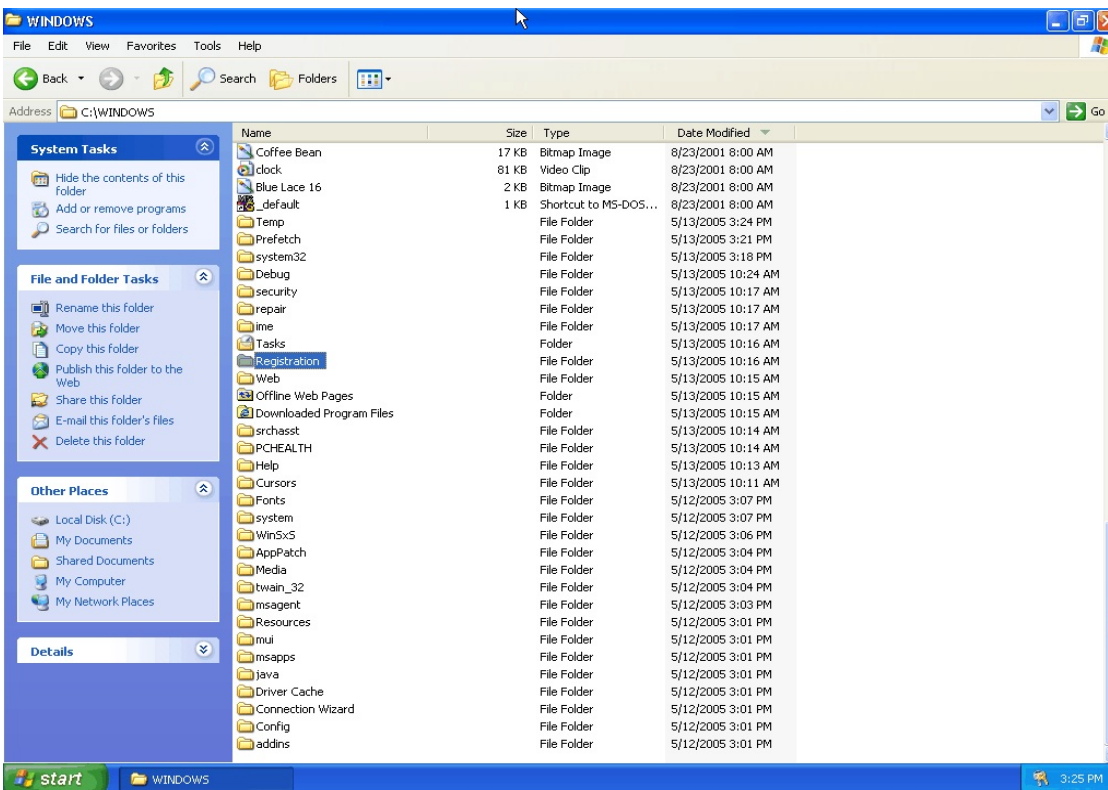 WINDOWS
File Edit View Favorites Tools Help
Back Search Folders
Address C:\WINDOWS Go
System Tasks
Hide the contents of this
folder
Add or remove programs
Search for files or folders
File and Folder Tasks
Rename this folder
Move this folder
Copy this folder
Publish this folder to the
Web
Share this folder
E-mail this folder's files
Delete this folder
Other Places
Local Disk (C:)
My Documents
Shared Documents
My Computer
My Network Places
Details
Name Size Type Date Modified
Coffee Bean 17 KB Bitmap Image 8/23/2001 8:00 AM
clock 81 KB Video Clip 8/23/2001 8:00 AM
Blue Lace 16 2 KB Bitmap Image 8/23/2001 8:00 AM
_default 1 KB Shortcut to MS-DOS... 8/23/2001 8:00 AM
Temp File Folder 5/13/2005 3:24 PM
Prefetch File Folder 5/13/2005 3:21 PM
system32 File Folder 5/13/2005 3:18 PM
Debug File Folder 5/13/2005 10:24 AM
security File Folder 5/13/2005 10:17 AM
repair File Folder 5/13/2005 10:17 AM
ime File Folder 5/13/2005 10:17 AM
Tasks Folder 5/13/2005 10:16 AM
Registration File Folder 5/13/2005 10:16 AM
Web File Folder 5/13/2005 10:15 AM
Offline Web Pages Folder 5/13/2005 10:15 AM
Downloaded Program Files Folder 5/13/2005 10:15 AM
srchasst File Folder 5/13/2005 10:14 AM
PCHEALTH File Folder 5/13/2005 10:14 AM
Help File Folder 5/13/2005 10:13 AM
Cursors File Folder 5/13/2005 10:11 AM
Fonts File Folder 5/12/2005 3:07 PM
system File Folder 5/12/2005 3:07 PM
WinSxS File Folder 5/12/2005 3:06 PM
AppPatch File Folder 5/12/2005 3:04 PM
Media File Folder 5/12/2005 3:04 PM
twain_32 File Folder 5/12/2005 3:04 PM
msagent File Folder 5/12/2005 3:03 PM
Resources File Folder 5/12/2005 3:01 PM
mui File Folder 5/12/2005 3:01 PM
msapps File Folder 5/12/2005 3:01 PM
java File Folder 5/12/2005 3:01 PM
Driver Cache File Folder 5/12/2005 3:01 PM
Connection Wizard File Folder 5/12/2005 3:01 PM
Config File Folder 5/12/2005 3:01 PM
addins File Folder 5/12/2005 3:01 PM
start WINDOWS 3:25 PM